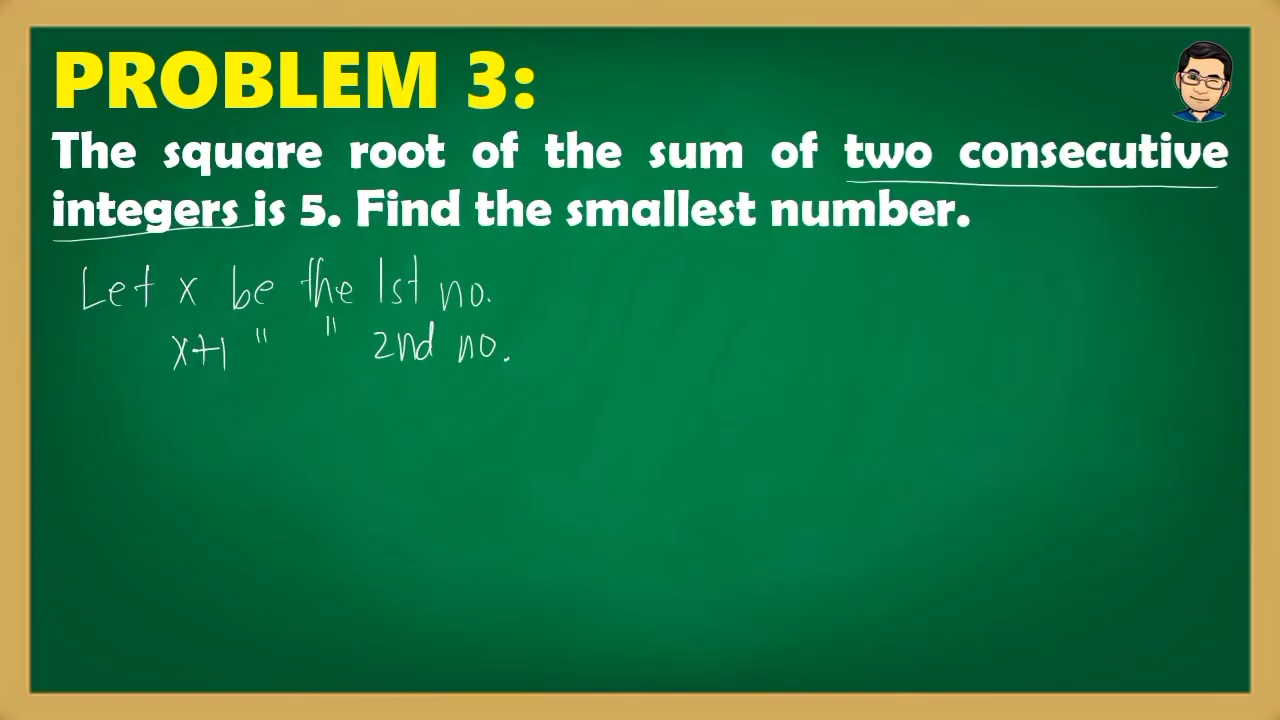 PROBLEM 3:
The square root of the sum of two consecutive
integers is 5. Find the smallest number.
Let x be the 1st no.
x+1 " " 2nd no.